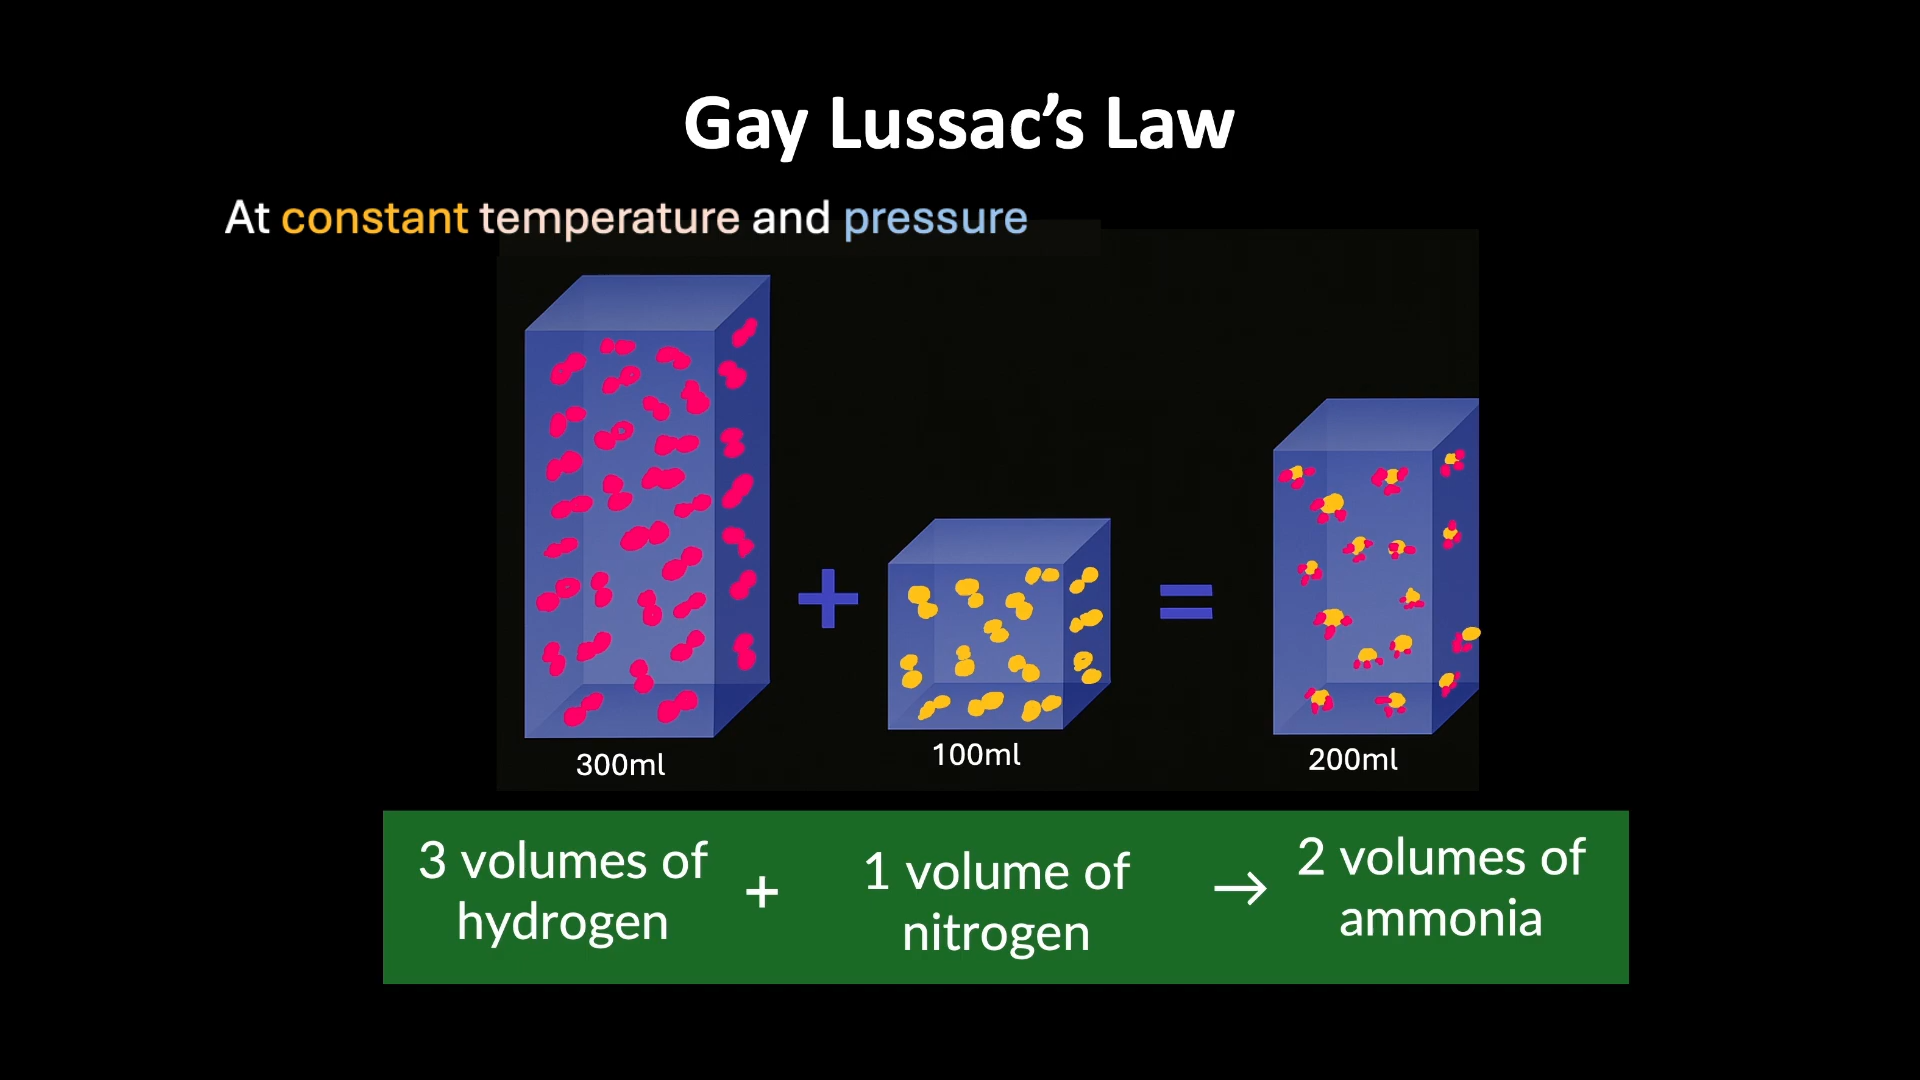 Gay Lussac’s Law
At constant temperature and pressure
+
=
300ml
100ml
200ml
3 volumes of
hydrogen
+
1 volume of
nitrogen
→
2 volumes of
ammonia